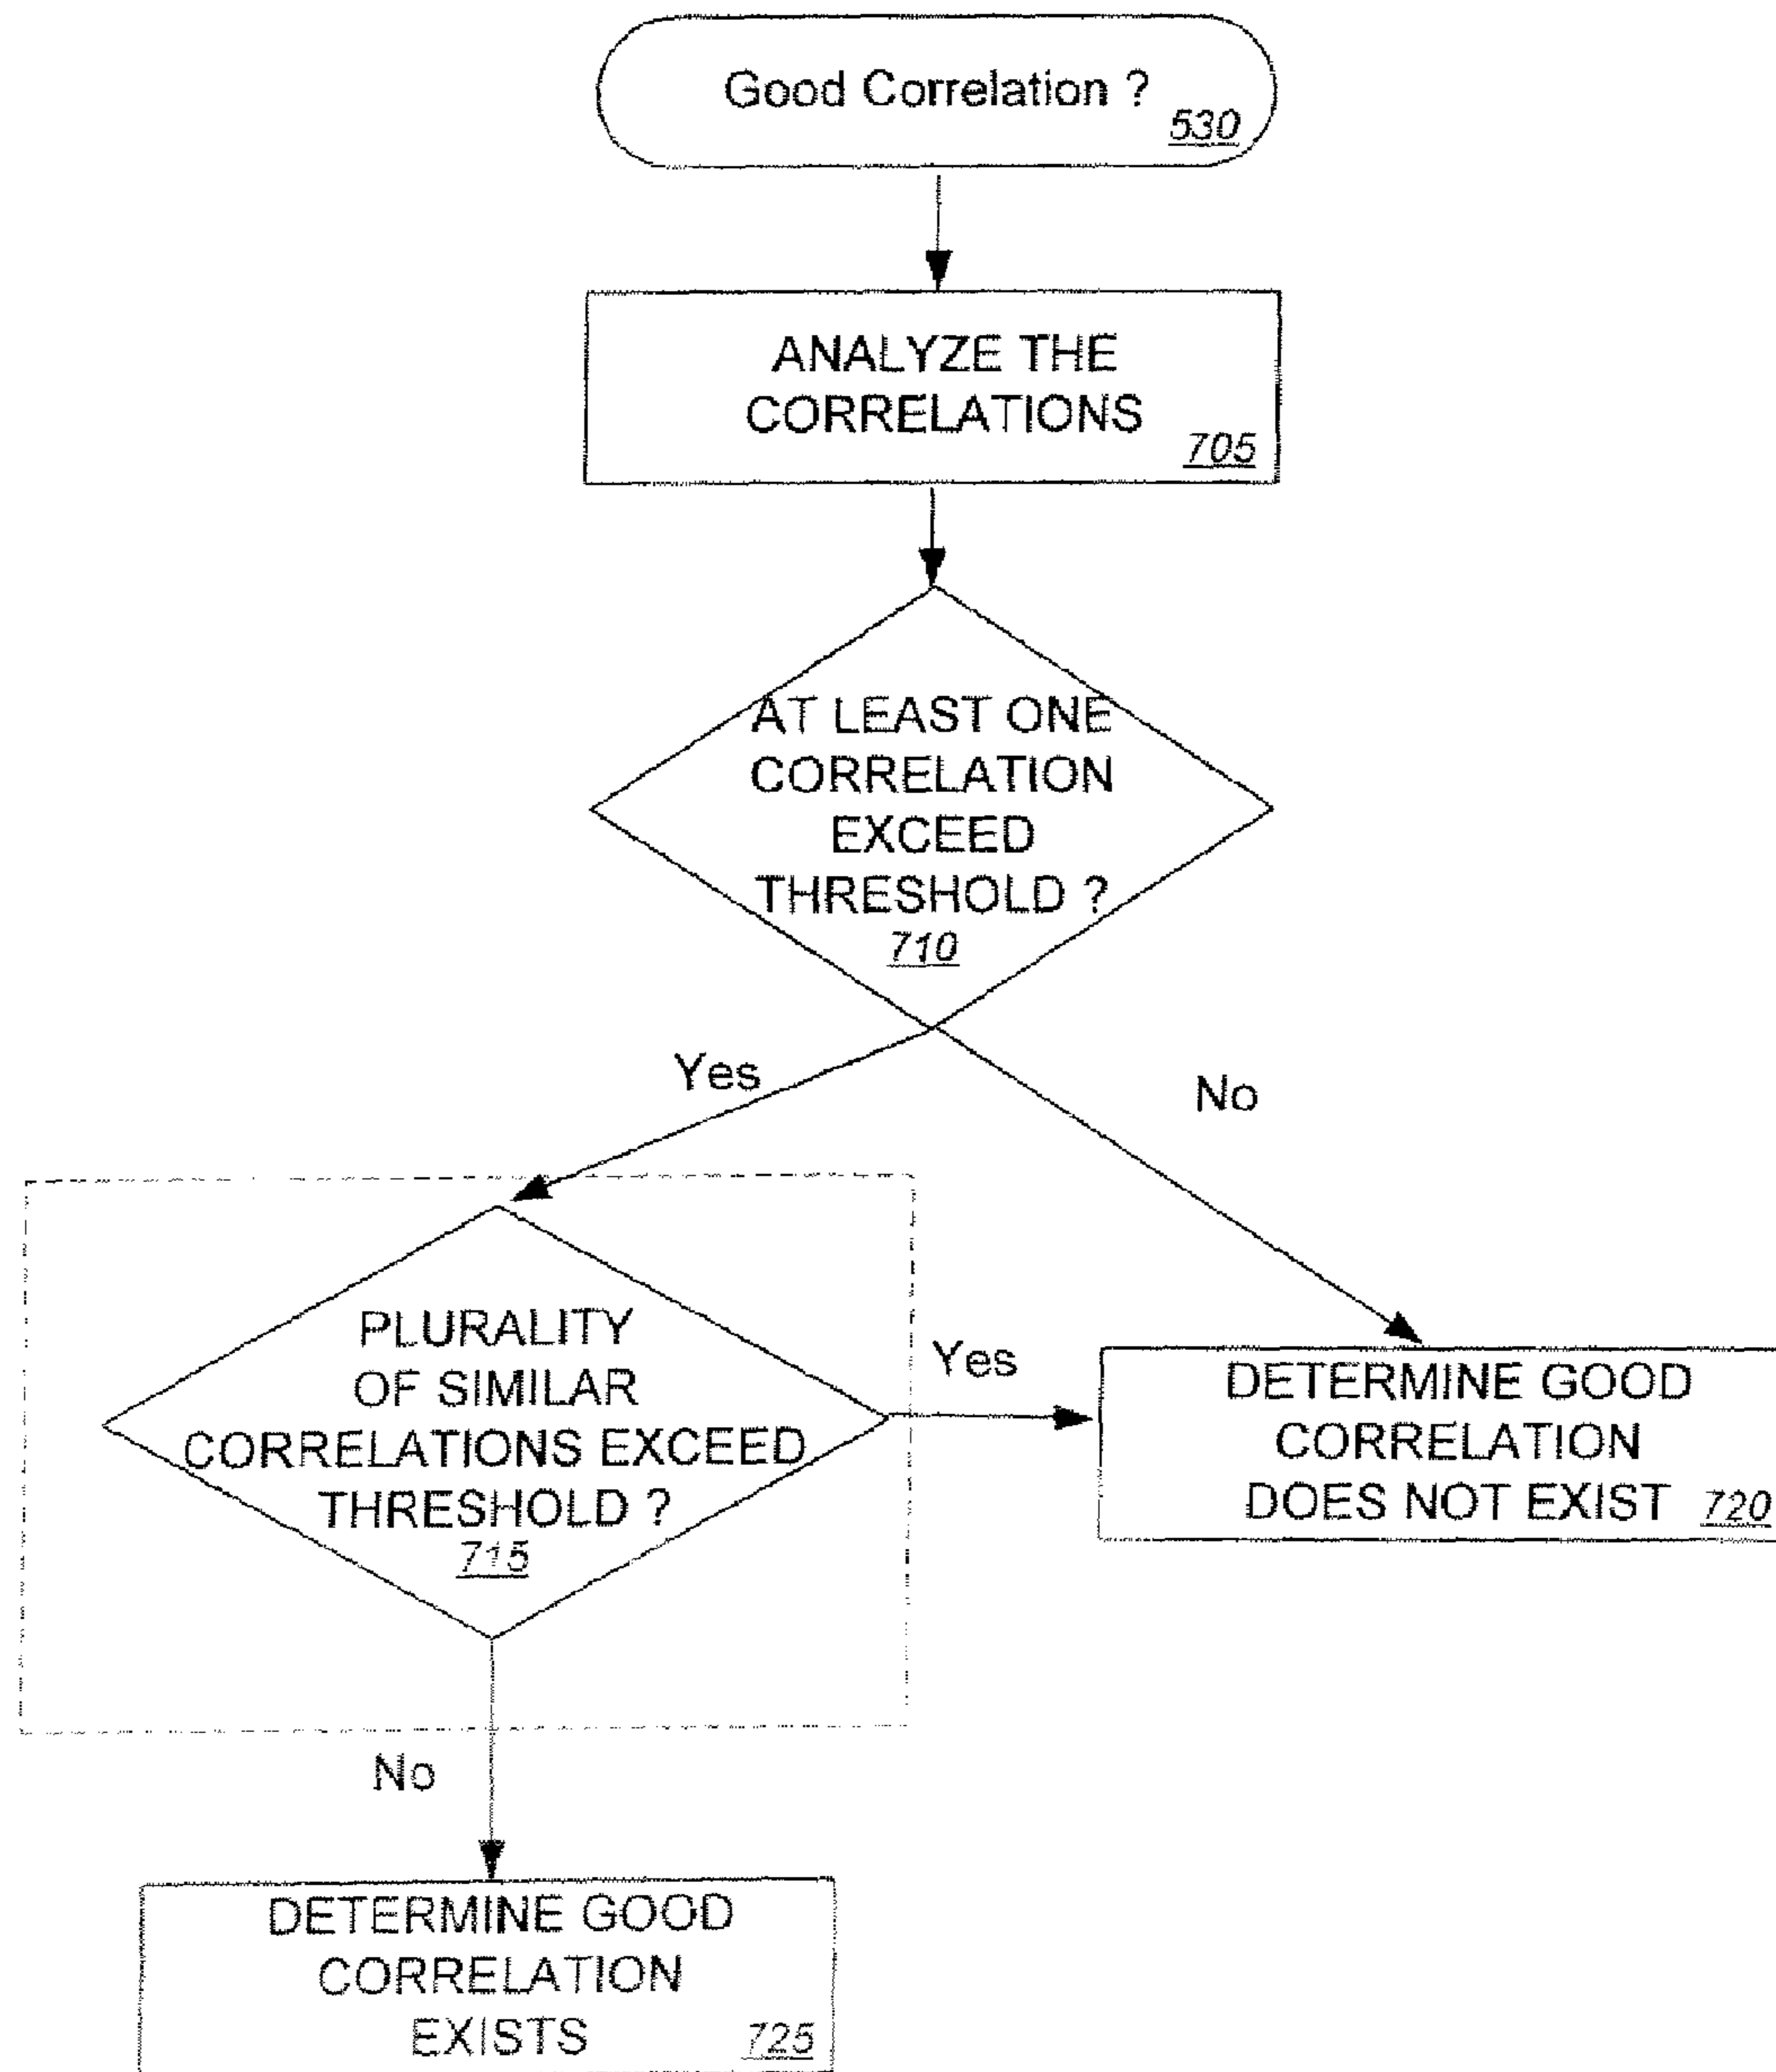 Good Correlation ?
530
ANALYZE THE
CORRELATIONS
705
AT LEAST ONE
CORRELATION
EXCEED
THRESHOLD ?
710
Yes
No
PLURALITY
OF SIMILAR
CORRELATIONS EXCEED
THRESHOLD ?
715
Yes
DETERMINE GOOD
CORRELATION
DOES NOT EXIST 720
No
DETERMINE GOOD
CORRELATION
EXISTS 725